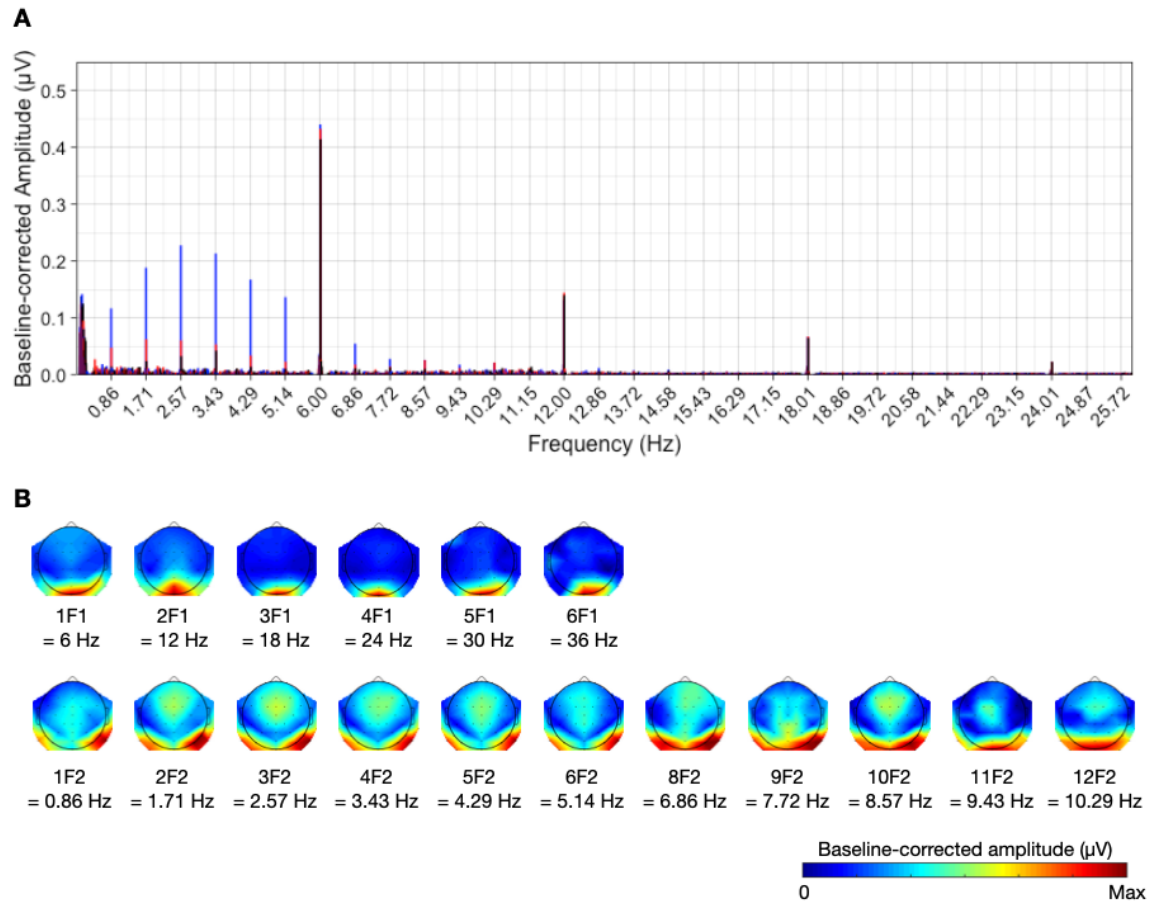 A
Baseline-corrected Amplitude (µV)
0.5
0.4
0.3
0.2
0.1
0.0
0.86 1.71 2.57 3.43 4.29 5.14 6.00 6.86 7.72 8.57 9.43 10.29 11.15 12.00 12.86 13.72 14.58 15.43 16.29 17.15 18.01 18.86 19.72 20.58 21.44 22.29 23.15 24.01 24.87 25.72
Frequency (Hz)
B
1F1 2F1 3F1 4F1 5F1 6F1
= 6 Hz = 12 Hz = 18 Hz = 24 Hz = 30 Hz = 36 Hz
1F2 2F2 3F2 4F2 5F2 6F2 8F2 9F2 10F2 11F2 12F2
= 0.86 Hz = 1.71 Hz = 2.57 Hz = 3.43 Hz = 4.29 Hz = 5.14 Hz = 6.86 Hz = 7.72 Hz = 8.57 Hz = 9.43 Hz = 10.29 Hz
Baseline-corrected amplitude (µV)
0 Max